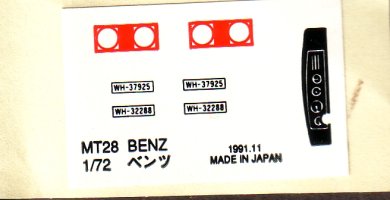 WH-37925 WH-37925
WH-32288 WH-32288
MT28 BENZ 1991.11
1/72 ベンツ MADE IN JAPAN